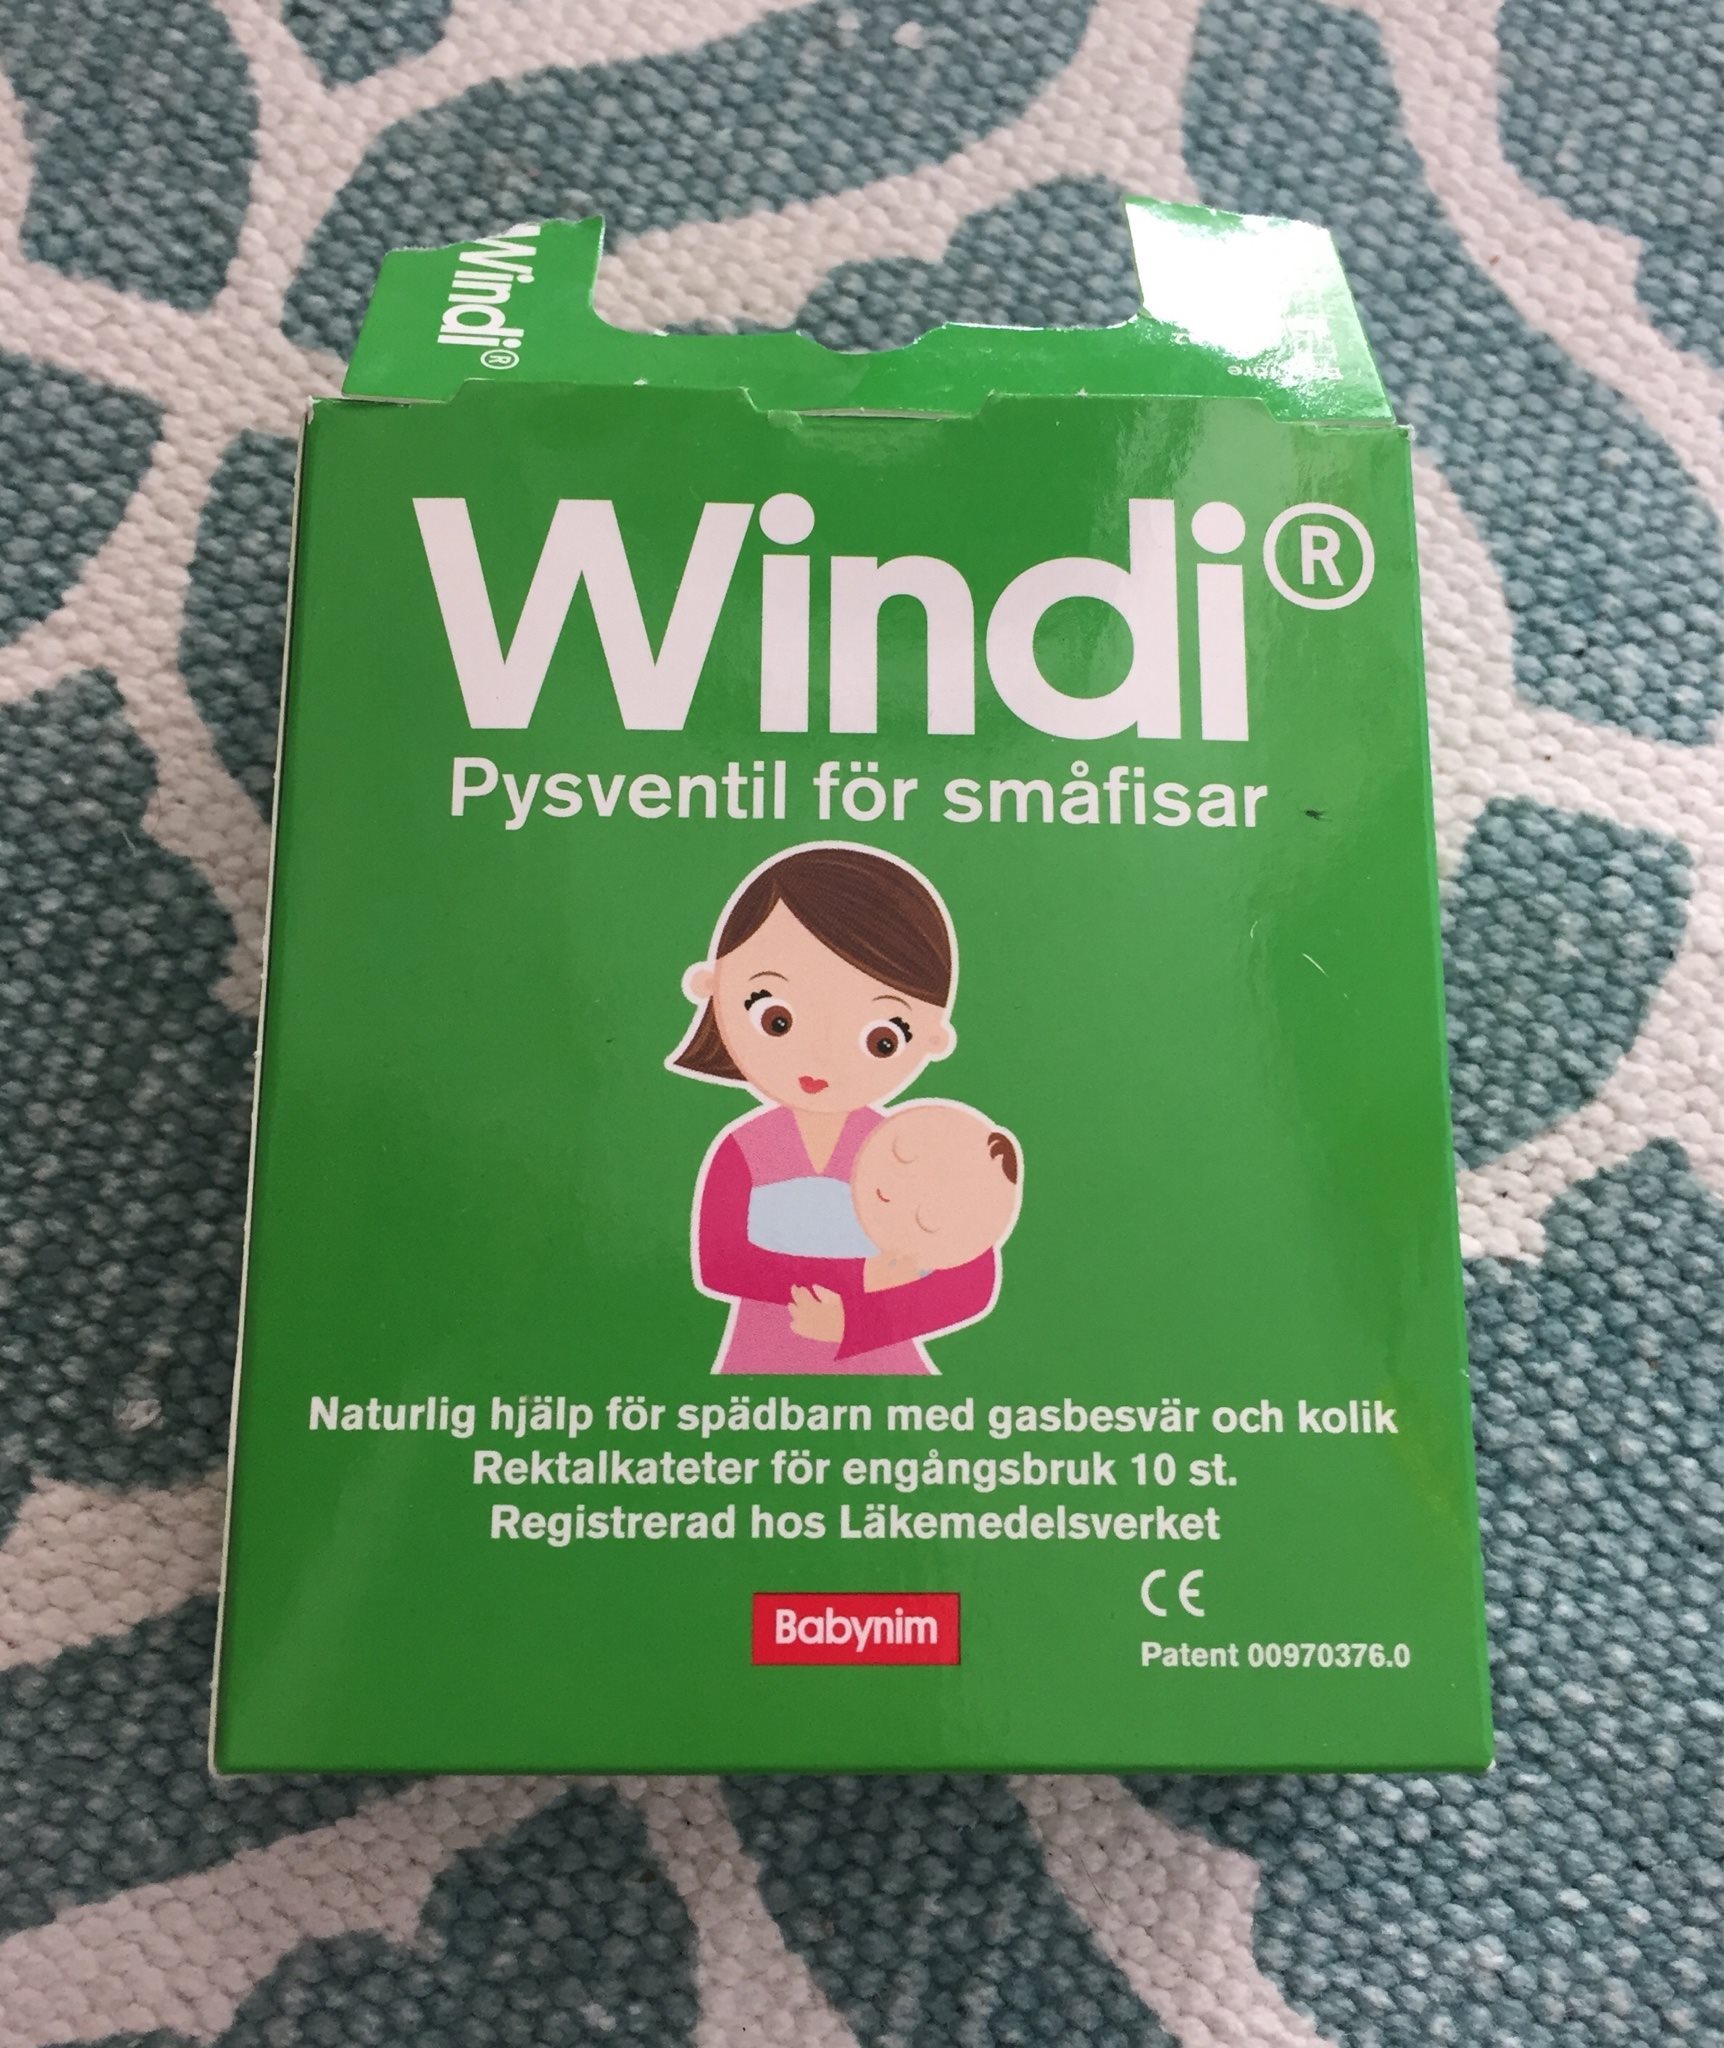 Windi®
Windi®
Pysventil för småfisar
Naturlig hjälp för spädbarn med gasbesvär och kolik
Rektalkateter för engångsbruk 10 st.
Registrerad hos Läkemedelsverket
CE
Babynim
Patent 00970376.0